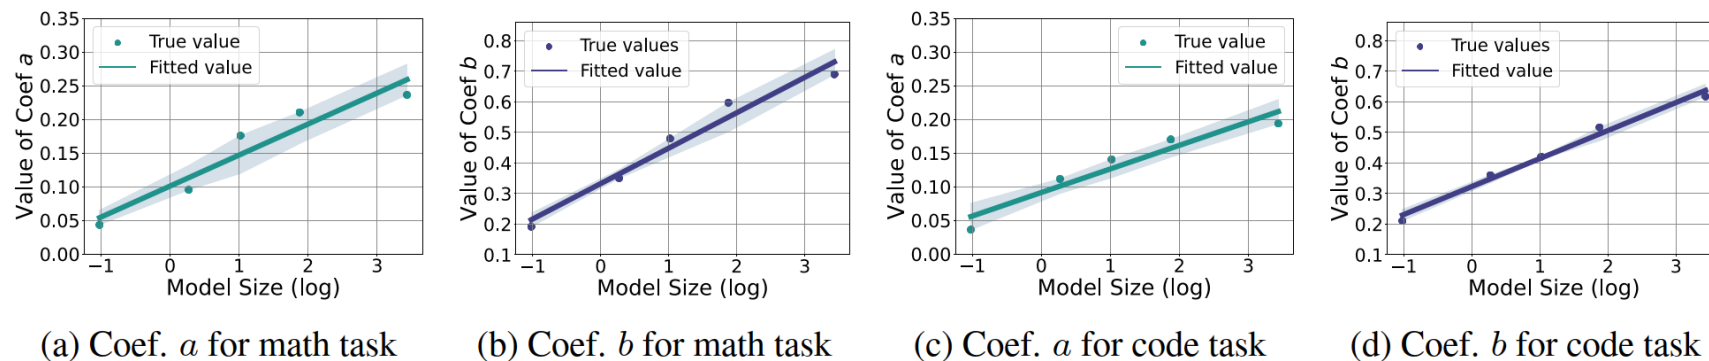 0.35
0.30
0.25
0.20
0.15
0.10
0.05
0.00
Value of Coef a
True value
Fitted value
−1 0 1 2 3
Model Size (log)
(a) Coef. a for math task
0.8
0.7
0.6
0.5
0.4
0.3
0.2
0.1
Value of Coef b
True values
Fitted value
−1 0 1 2 3
Model Size (log)
(b) Coef. b for math task
0.35
0.30
0.25
0.20
0.15
0.10
0.05
0.00
Value of Coef a
True value
Fitted value
−1 0 1 2 3
Model Size (log)
(c) Coef. a for code task
0.8
0.7
0.6
0.5
0.4
0.3
0.2
0.1
Value of Coef b
True values
Fitted value
−1 0 1 2 3
Model Size (log)
(d) Coef. b for code task